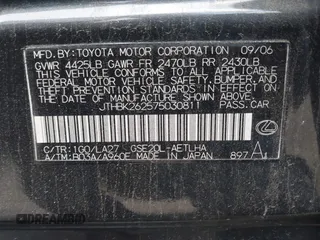 MFD.BY:TOYOTA MOTOR CORPORATION 09/06
GVWR 4425LB GAWR FR 2470LB RR 2430LB
THIS VEHICLE CONFORMS TO ALL APPLICABLE
FEDERAL MOTOR VEHICLE SAFETY,
BUMPER, AND THEFT PREVENTION STANDARDS
IN EFFECT ON THE DATE OF
MANUFACTURE SHOWN ABOVE.
JTHBK262575030811 PASS.CAR
C/TR:1G0/LA27 GSE20L-AETLHA
A/TM:B03A/A960E MADE IN JAPAN 897 A
DREAMBID